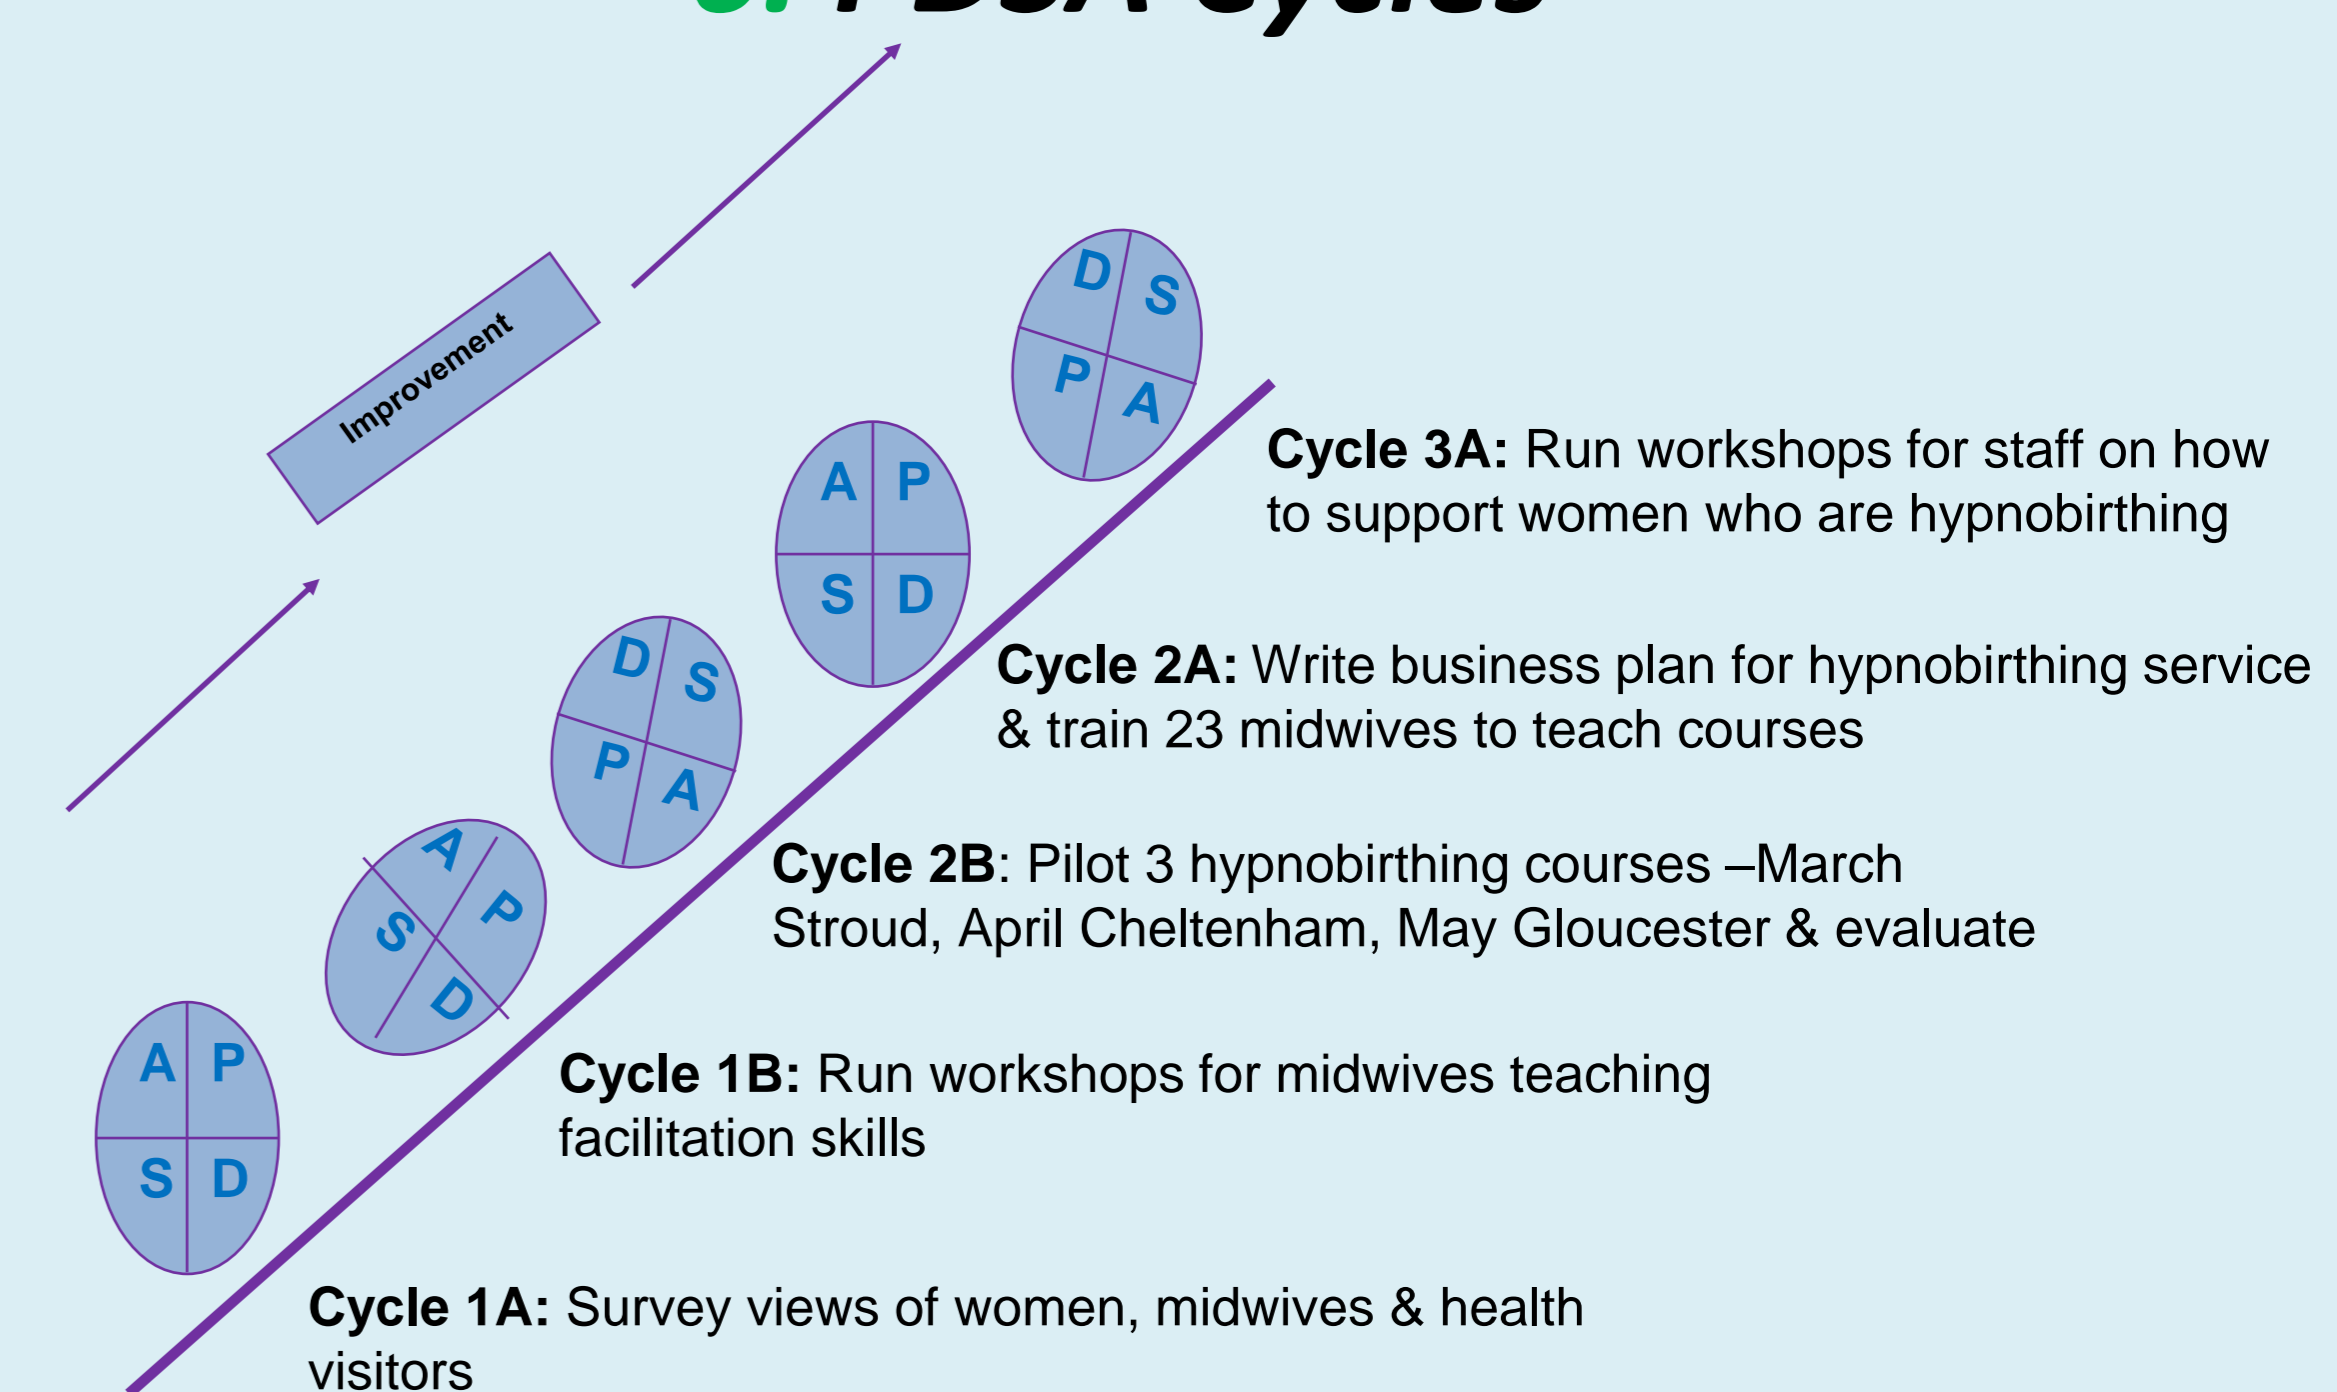 PDSA Cycles
Improvement
D S
P A
A P
S D
D S
P A
A P
S D
A P
S D
Cycle 3A: Run workshops for staff on how
to support women who are hypnobirthing
Cycle 2A: Write business plan for hypnobirthing service
& train 23 midwives to teach courses
Cycle 2B: Pilot 3 hypnobirthing courses –March
Stroud, April Cheltenham, May Gloucester & evaluate
Cycle 1B: Run workshops for midwives teaching
facilitation skills
Cycle 1A: Survey views of women, midwives & health
visitors